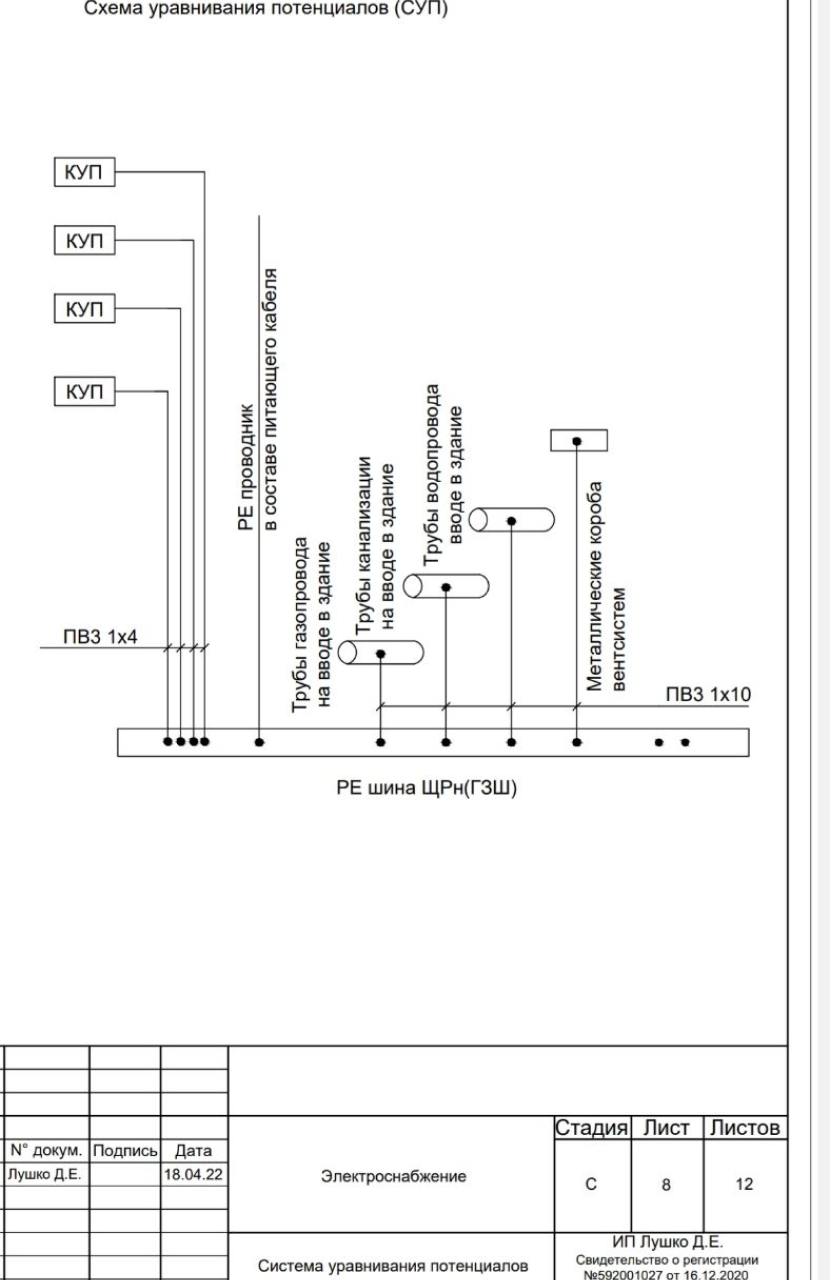 Схема уравнивания потенциалов (СУП)
КУП
КУП
КУП
КУП
PE проводник
в составе питающего кабеля
Трубы газопровода
на вводе в здание
Трубы канализации
на вводе в здание
Трубы водопровода
вводе в здание
Металлические короба
вентсистем
ПВ3 1х4
ПВ3 1х10
PE шина ЩРн(ГЗШ)
N° докум. Подпись Дата
Лушко Д.Е. 18.04.22
Электроснабжение
Стадия Лист Листов
С 8 12
Система уравнивания потенциалов
ИП Лушко Д.Е.
Свидетельство о регистрации
№592001027 от 16.12.2020